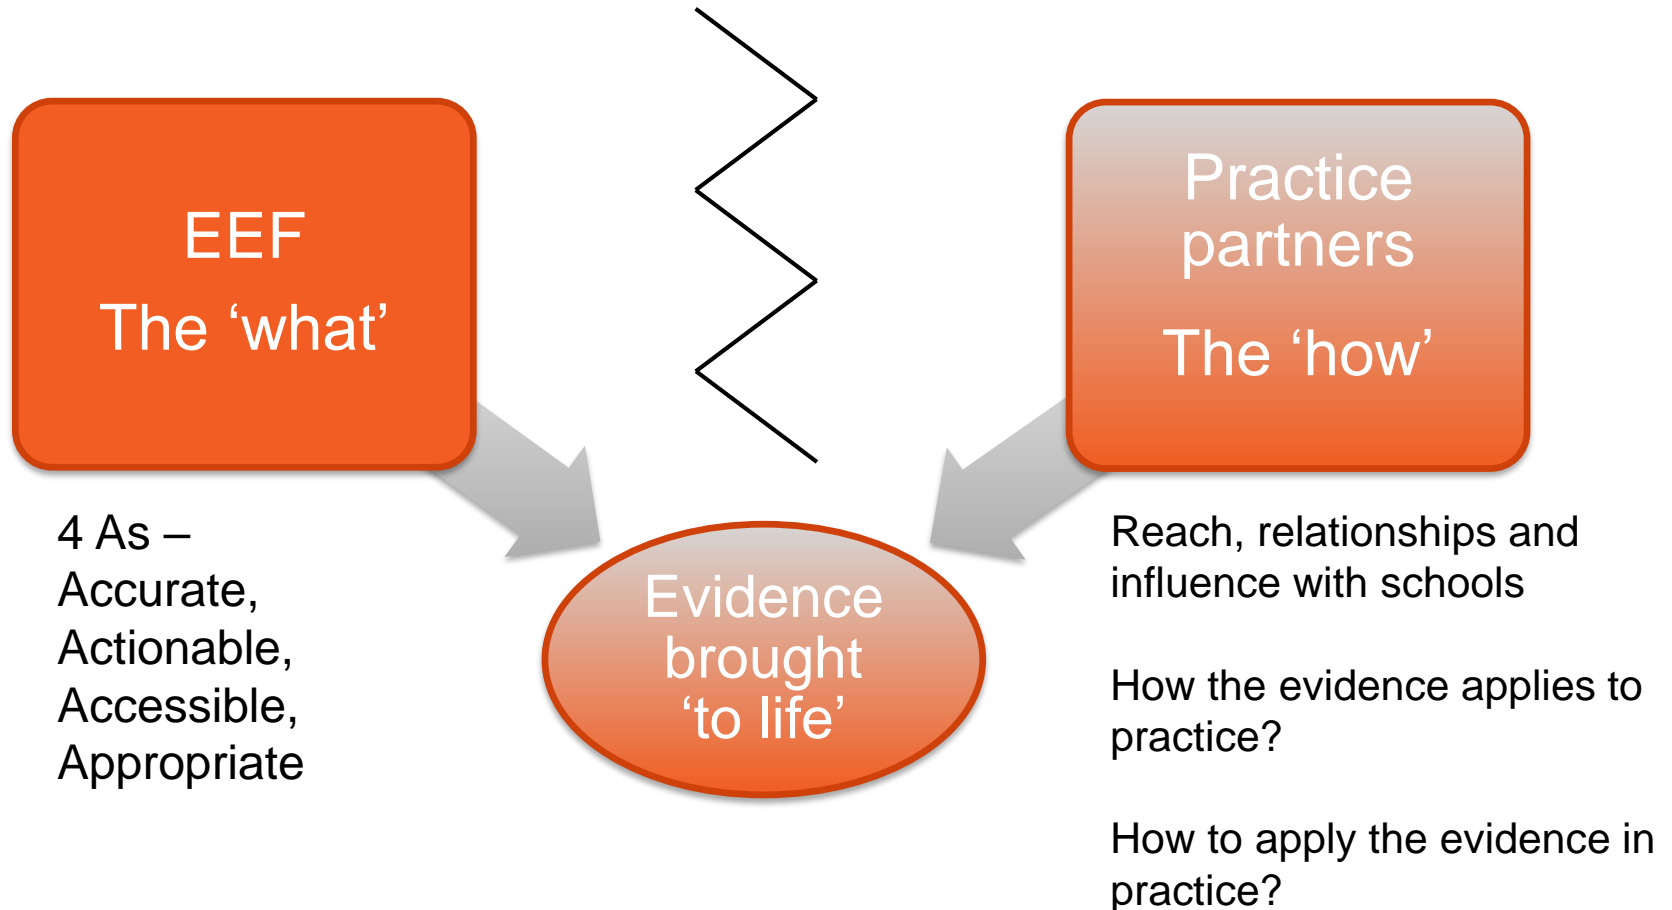 EEF
The ‘what’
4 As –
Accurate,
Actionable,
Accessible,
Appropriate
Evidence
brought
‘to life’
Practice
partners
The ‘how’
Reach, relationships and
influence with schools
How the evidence applies to
practice?
How to apply the evidence in
practice?